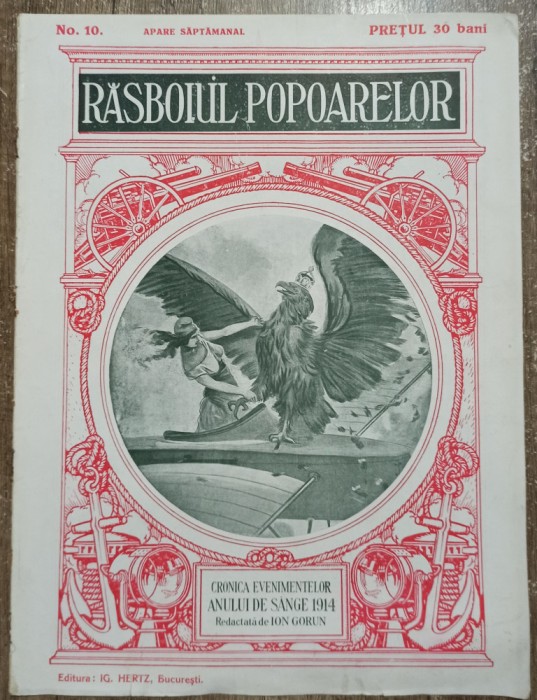 No. 10. APARE SĂPTĂMANAL PREȚUL 30 bani
RĂSBOIUL POPOARELOR
CRONICA EVENIMENTELOR
ANULUI DE SÂNGE 1914
Redactată de ION GORUN
Editura: IG. HERTZ, București.